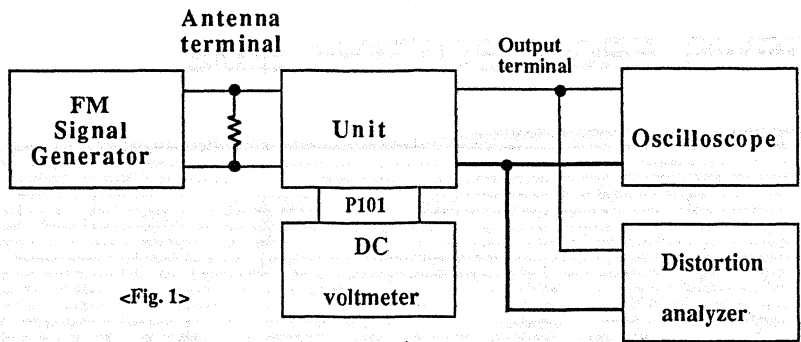 Antenna
terminal
Output
terminal
FM
Signal
Generator
Unit
Oscilloscope
P101
DC
voltmeter
Distortion
analyzer
<Fig. 1>